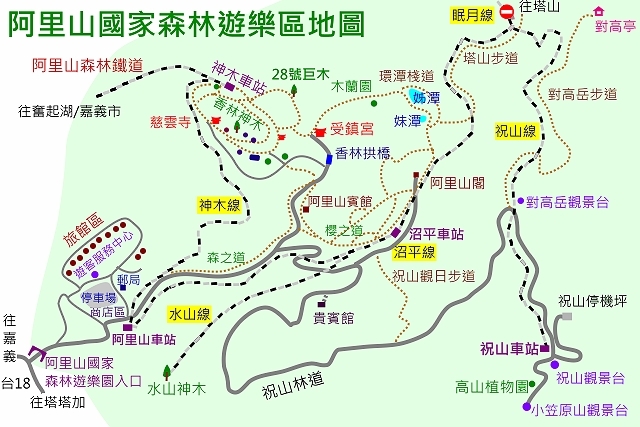 阿里山國家森林遊樂區地圖
眠月線
往塔山
對高亭
塔山步道
阿里山森林鐵道
神木車站
28號巨木
木蘭園
環潭棧道
姊潭
對高岳步道
往奮起湖/嘉義市
香林神木
慈雲寺
受鎮宮
妹潭
祝山線
香林拱橋
神木線
阿里山賓館
阿里山閣
對高岳觀景台
旅館區
遊客服務中心
櫻之道
沼平車站
森之道
沼平線
郵局
停車場
商店區
祝山觀日步道
水山線
貴賓館
祝山停機坪
往嘉義
阿里山車站
祝山車站
阿里山國家
森林遊樂園入口
台18
水山神木
祝山林道
高山植物園
祝山觀景台
往塔塔加
小笠原山觀景台